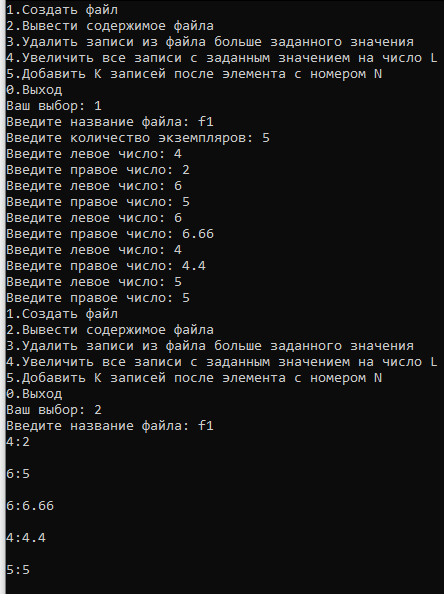 1.Создать файл
2.Вывести содержимое файла
3.Удалить записи из файла больше заданного значения
4.Увеличить все записи с заданным значением на число L
5.Добавить K записей после элемента с номером N
0.Выход
Ваш выбор: 1
Введите название файла: f1
Введите количество экземпляров: 5
Введите левое число: 4
Введите правое число: 2
Введите левое число: 6
Введите правое число: 5
Введите левое число: 6
Введите правое число: 6.66
Введите левое число: 4
Введите правое число: 4.4
Введите левое число: 5
Введите правое число: 5
1.Создать файл
2.Вывести содержимое файла
3.Удалить записи из файла больше заданного значения
4.Увеличить все записи с заданным значением на число L
5.Добавить K записей после элемента с номером N
0.Выход
Ваш выбор: 2
Введите название файла: f1
4:2
6:5
6:6.66
4:4.4
5:5